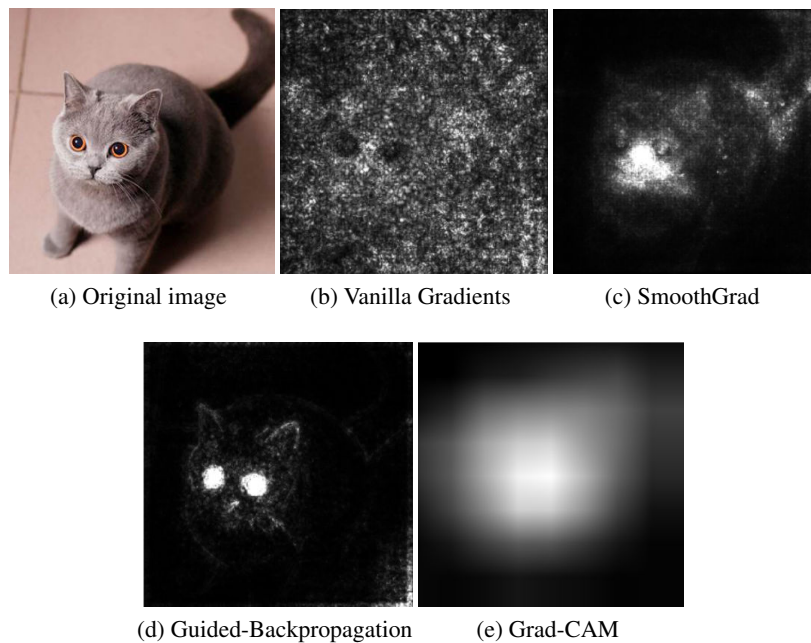 (a) Original image
(b) Vanilla Gradients
(c) SmoothGrad
(d) Guided-Backpropagation
(e) Grad-CAM